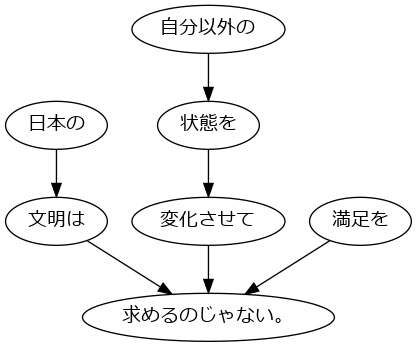 自分以外の
日本の
状態を
文明は
変化させて
満足を
求めるのじゃない。